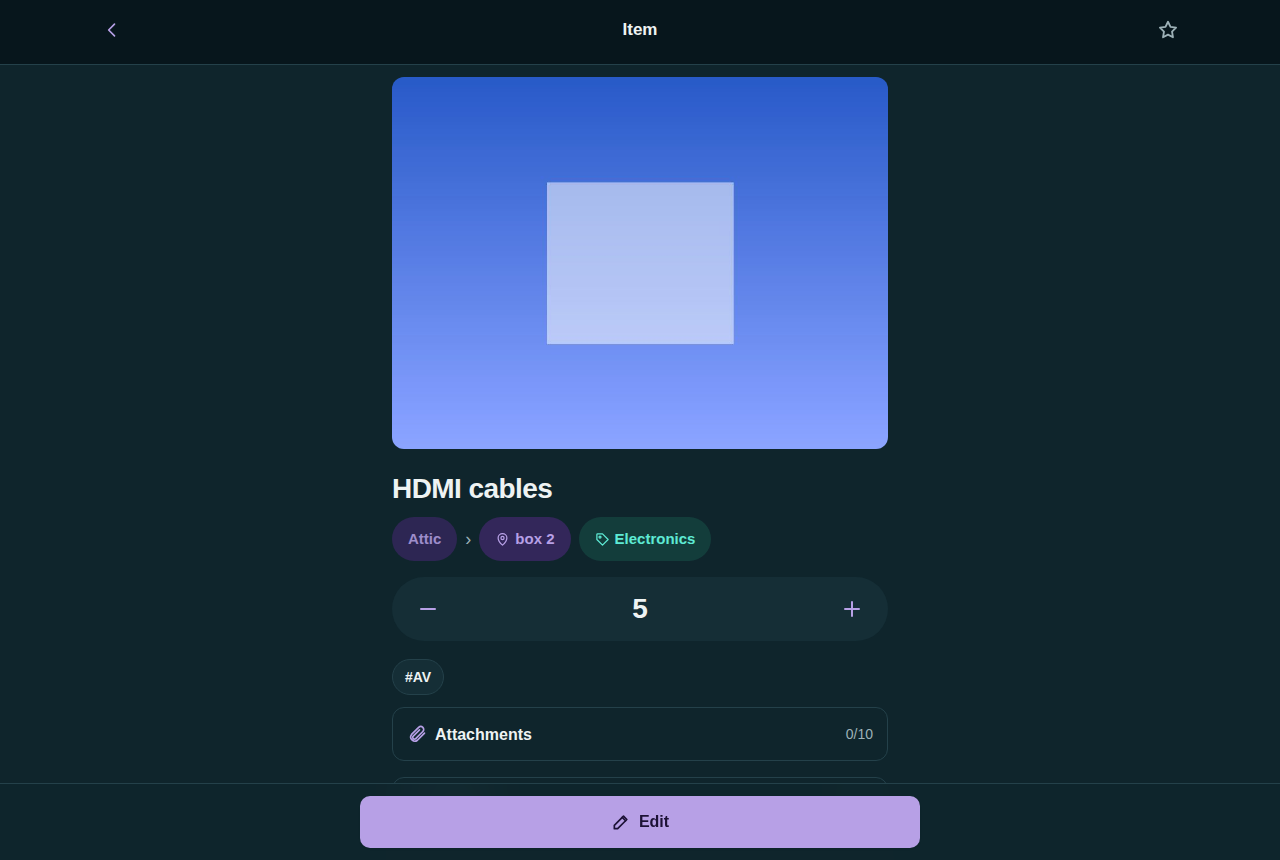 Item
HDMI cables
Attic › box 2 Electronics
5
#AV
Attachments 0/10
Edit